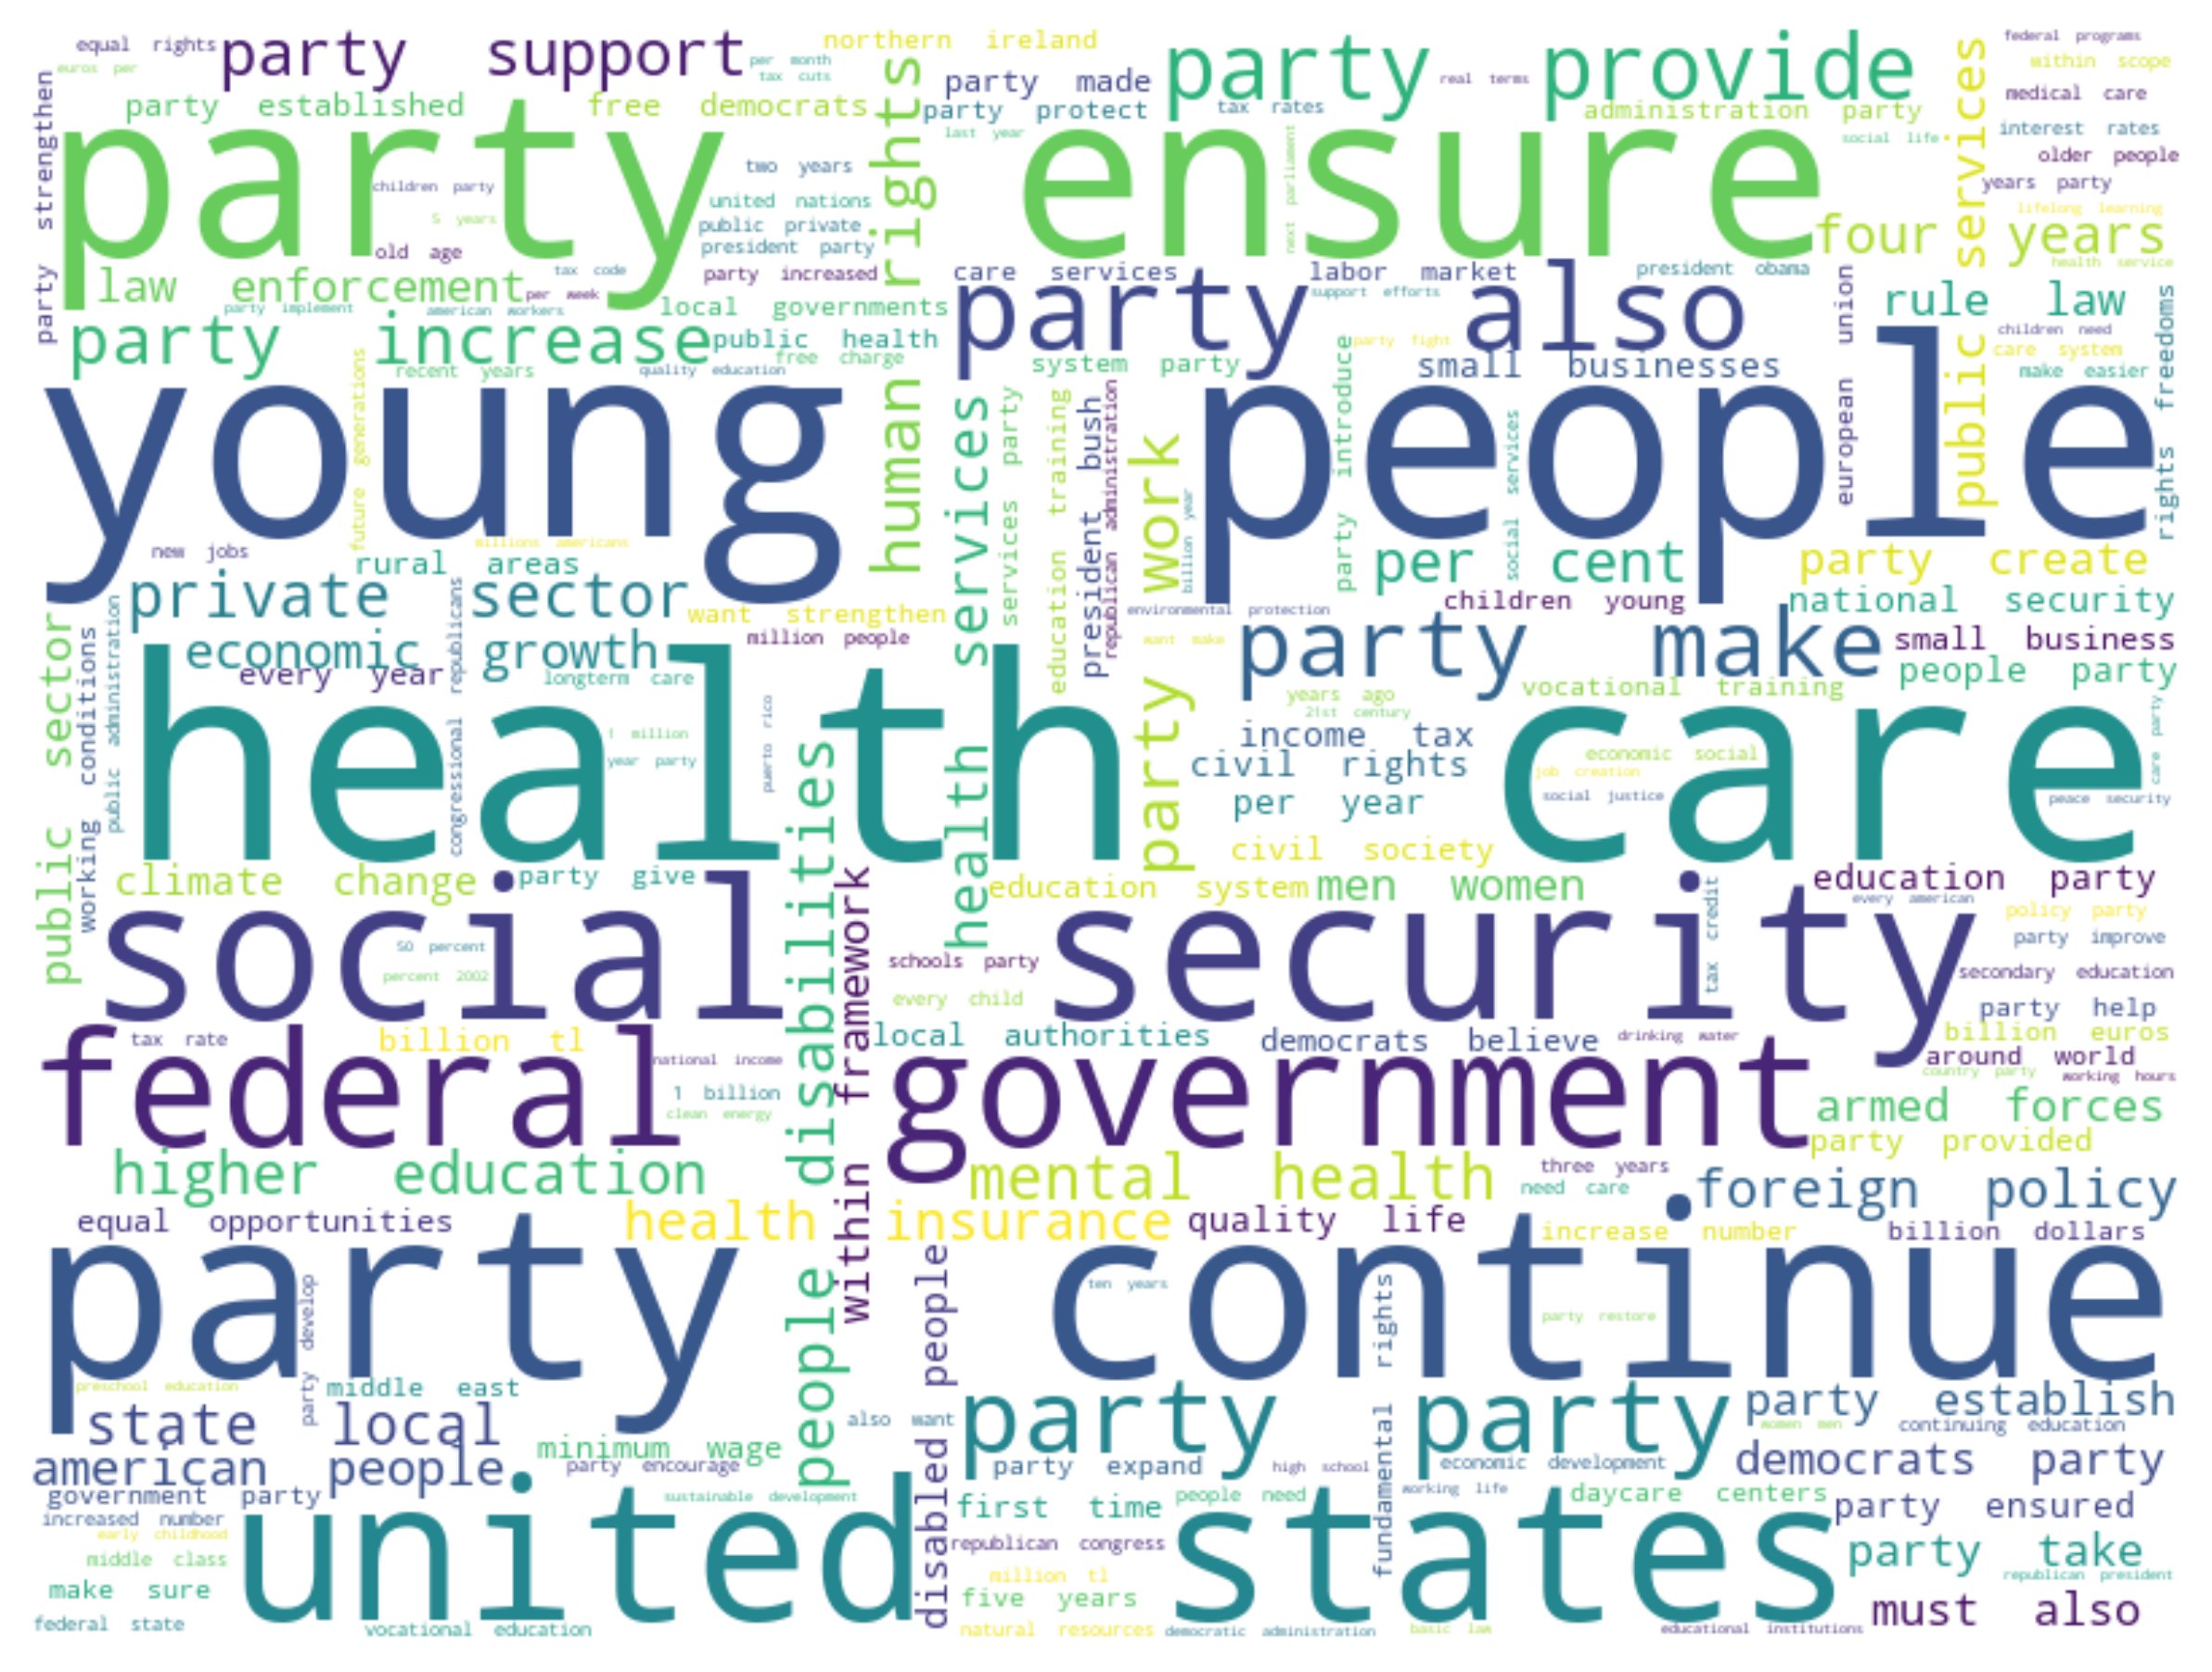 equal rights
party support
per month
northern ireland
party provide
federal programs
euros per
tax cuts
party made
real terms
within scope
party established
free democrats
party protect
tax rates
administration party
medical care
party ensure
last year
social life
interest rates
two years
older people
children party
years party
united nations
lifelong learning
5 years
public private
four years
president party
old age
health service
law enforcement
tax code
party increased
care services
labor market
president obama
per week
support efforts
party implement
american workers
local governments
party also
rule law
party increase
public health
party fight
children need
free charge
care system
system party
small businesses
recent years
quality education
make easier
party strengthen
human rights
next parliament
public services
european union
rights freedoms
young people
future generations
health services
services party
education training
president bush
republican administration
party work
billion year
party introduce
social services
new jobs
millions americans
rural areas
per cent
party create
private sector
want strengthen
environmental protection
children young
national security
million people
want make
party make
small business
economic growth
every year
longterm care
people party
years ago
vocational training
21st century
public sector
working conditions
public administration
congressional republicans
puerto rico
health care
1 million
income tax
economic social
year party
civil rights
job creation
per year
social justice
peace security
care party
civil society
climate change
party give
education system
men women
education party
every american
policy party
social security
50 percent
party improve
percent 2002
schools party
tax credit
secondary education
every child
party help
people disabilities
within framework
tax rate
billion tl
local authorities
democrats believe
drinking water
billion euros
national income
around world
federal government
country party
working hours
1 billion
clean energy
armed forces
party provided
higher education
mental health
three years
need care
foreign policy
equal opportunities
health insurance
quality life
increase number
billion dollars
party continue
ten years
party develop
party restore
fundamental rights
disabled people
preschool education
middle east
party party
party establish
state local
also want
women men
continuing education
minimum wage
american people
party encourage
party expand
high school
economic development
democrats party
government party
sustainable development
first time
people need
working life
daycare centers
party ensured
increased number
early childhood
united states
republican congress
middle class
party take
million tl
republican president
make sure
five years
federal state
vocational education
natural resources
democratic administration
basic law
educational institutions
must also